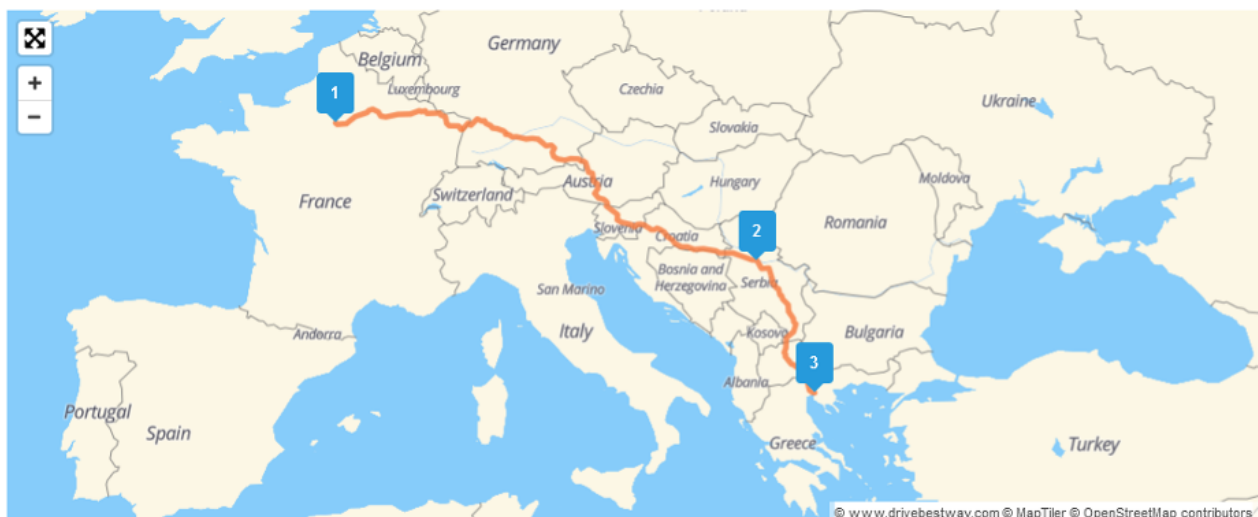 Germany
Belgium
Luxembourg
Czechia
Slovakia
Ukraine
Moldova
1
+
−
France
Switzerland
Austria
Hungary
Romania
Slovenia
Croatia
2
Bosnia and
Herzegovina
Serbia
San Marino
Italy
Kosovo
Bulgaria
Andorra
3
Albania
Portugal
Spain
Greece
Turkey
© www.drivebestway.com © MapTiler © OpenStreetMap contributors